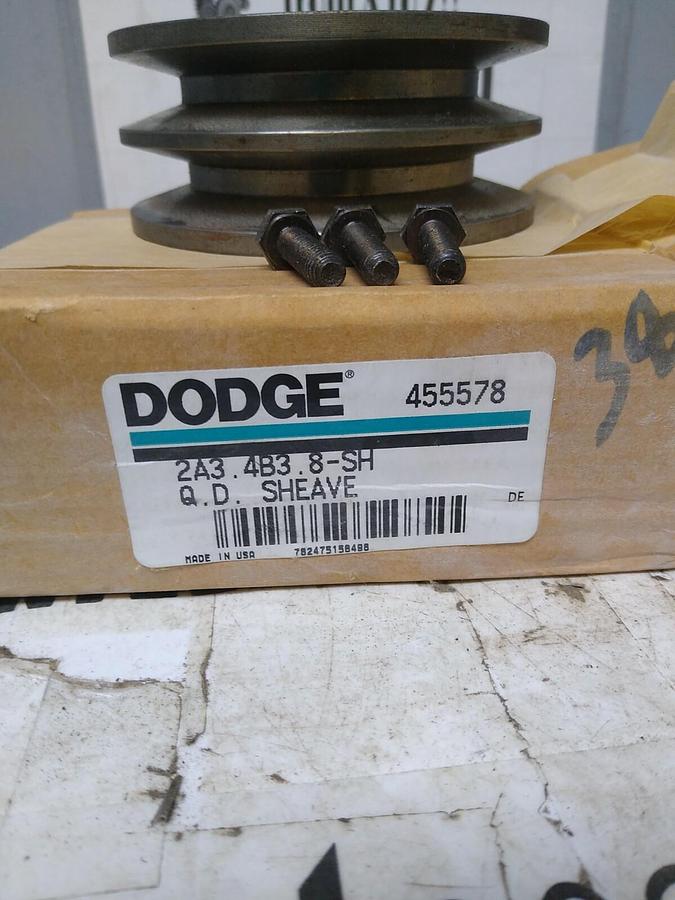 DODGE® 455578
2A3.4B3.8-SH
Q.D. SHEAVE
DE
MADE IN USA 782475158498